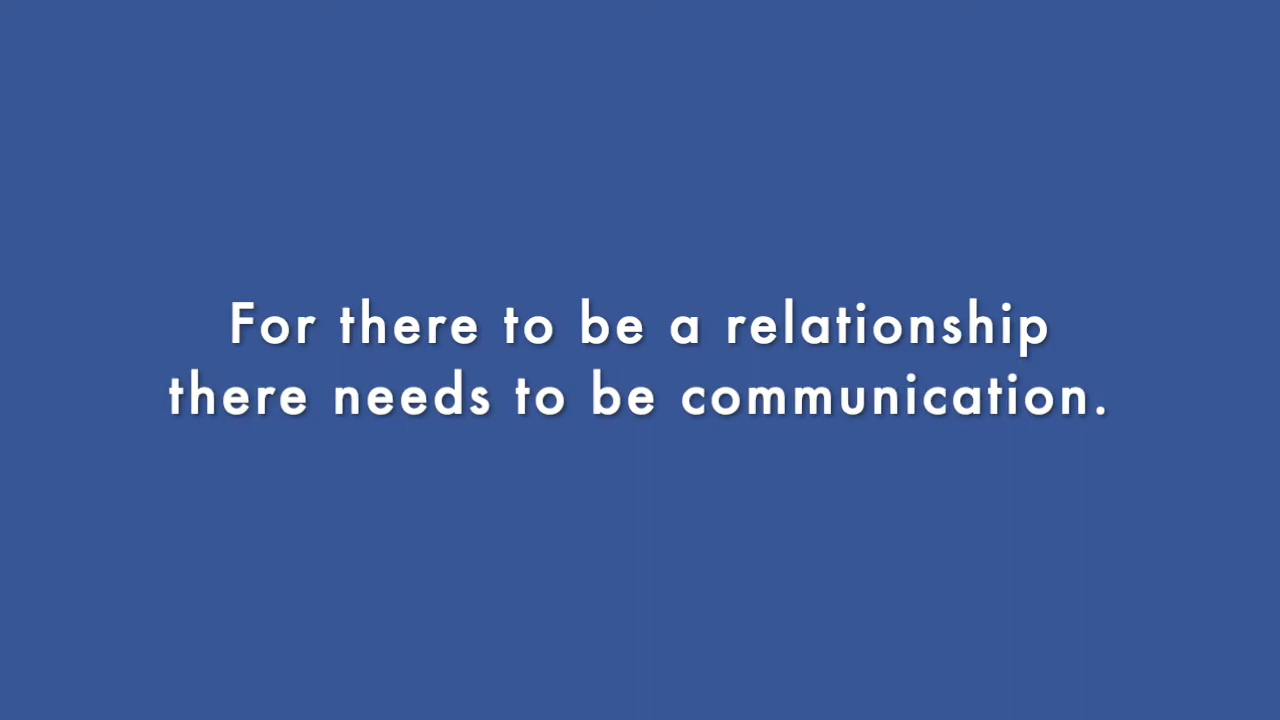 For there to be a relationship
there needs to be communication.